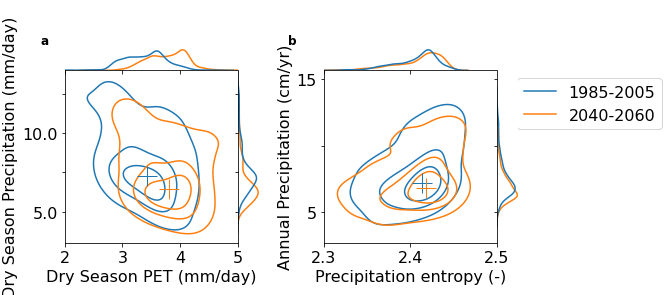 a
b
Dry Season Precipitation (mm/day)
10.0
5.0
2
3
4
5
Dry Season PET (mm/day)
Annual Precipitation (cm/yr)
15
5
2.3
2.4
2.5
Precipitation entropy (-)
1985-2005
2040-2060